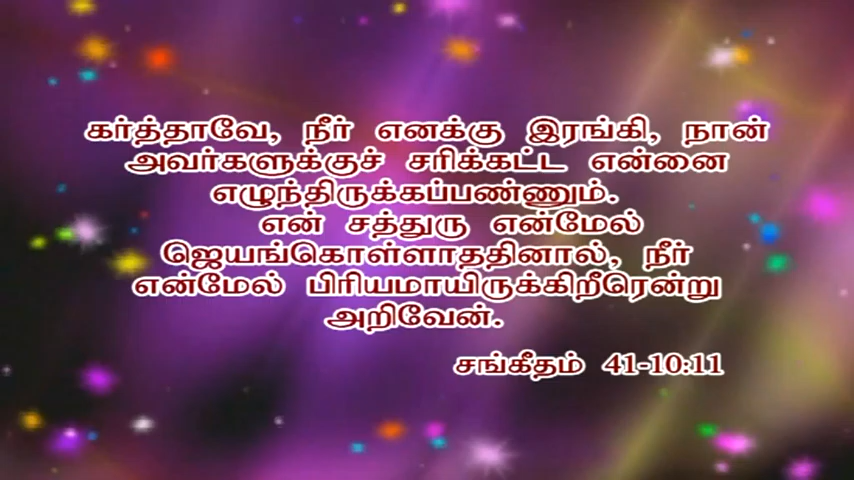 கர்த்தாவே, நீர் எனக்கு இரங்கி, நான்
அவர்களுக்குச் சரிக்கட்ட என்னை
எழுந்திருக்கப்பண்ணும்.
என் சத்துரு என்மேல்
ஜெயங்கொள்ளாததினால், நீர்
என்மேல் பிரியமாயிருக்கிறீரென்று
அறிவேன்.
சங்கீதம் 41-10:11